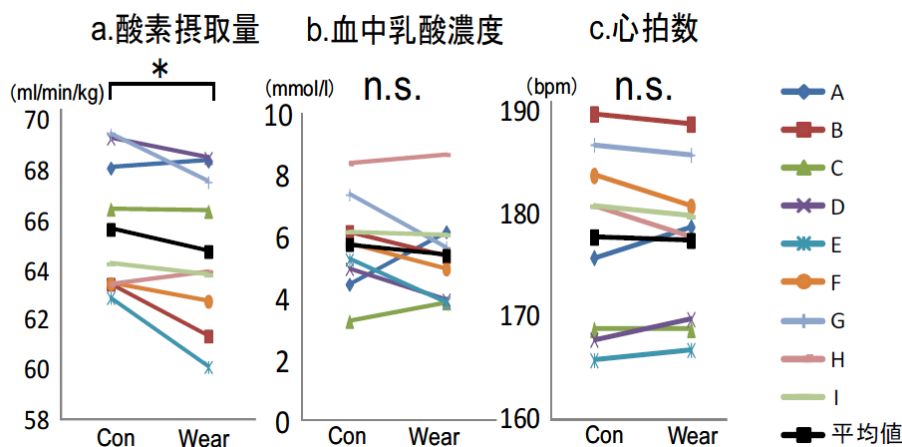 a.酸素摂取量
(ml/min/kg)
*
70
68
66
64
62
60
58
Con Wear
b.血中乳酸濃度
(mmol/l)
n.s.
10
8
6
4
2
0
Con Wear
c.心拍数
(bpm)
n.s.
190
180
170
160
Con Wear
A
B
C
D
E
F
G
H
I
平均値